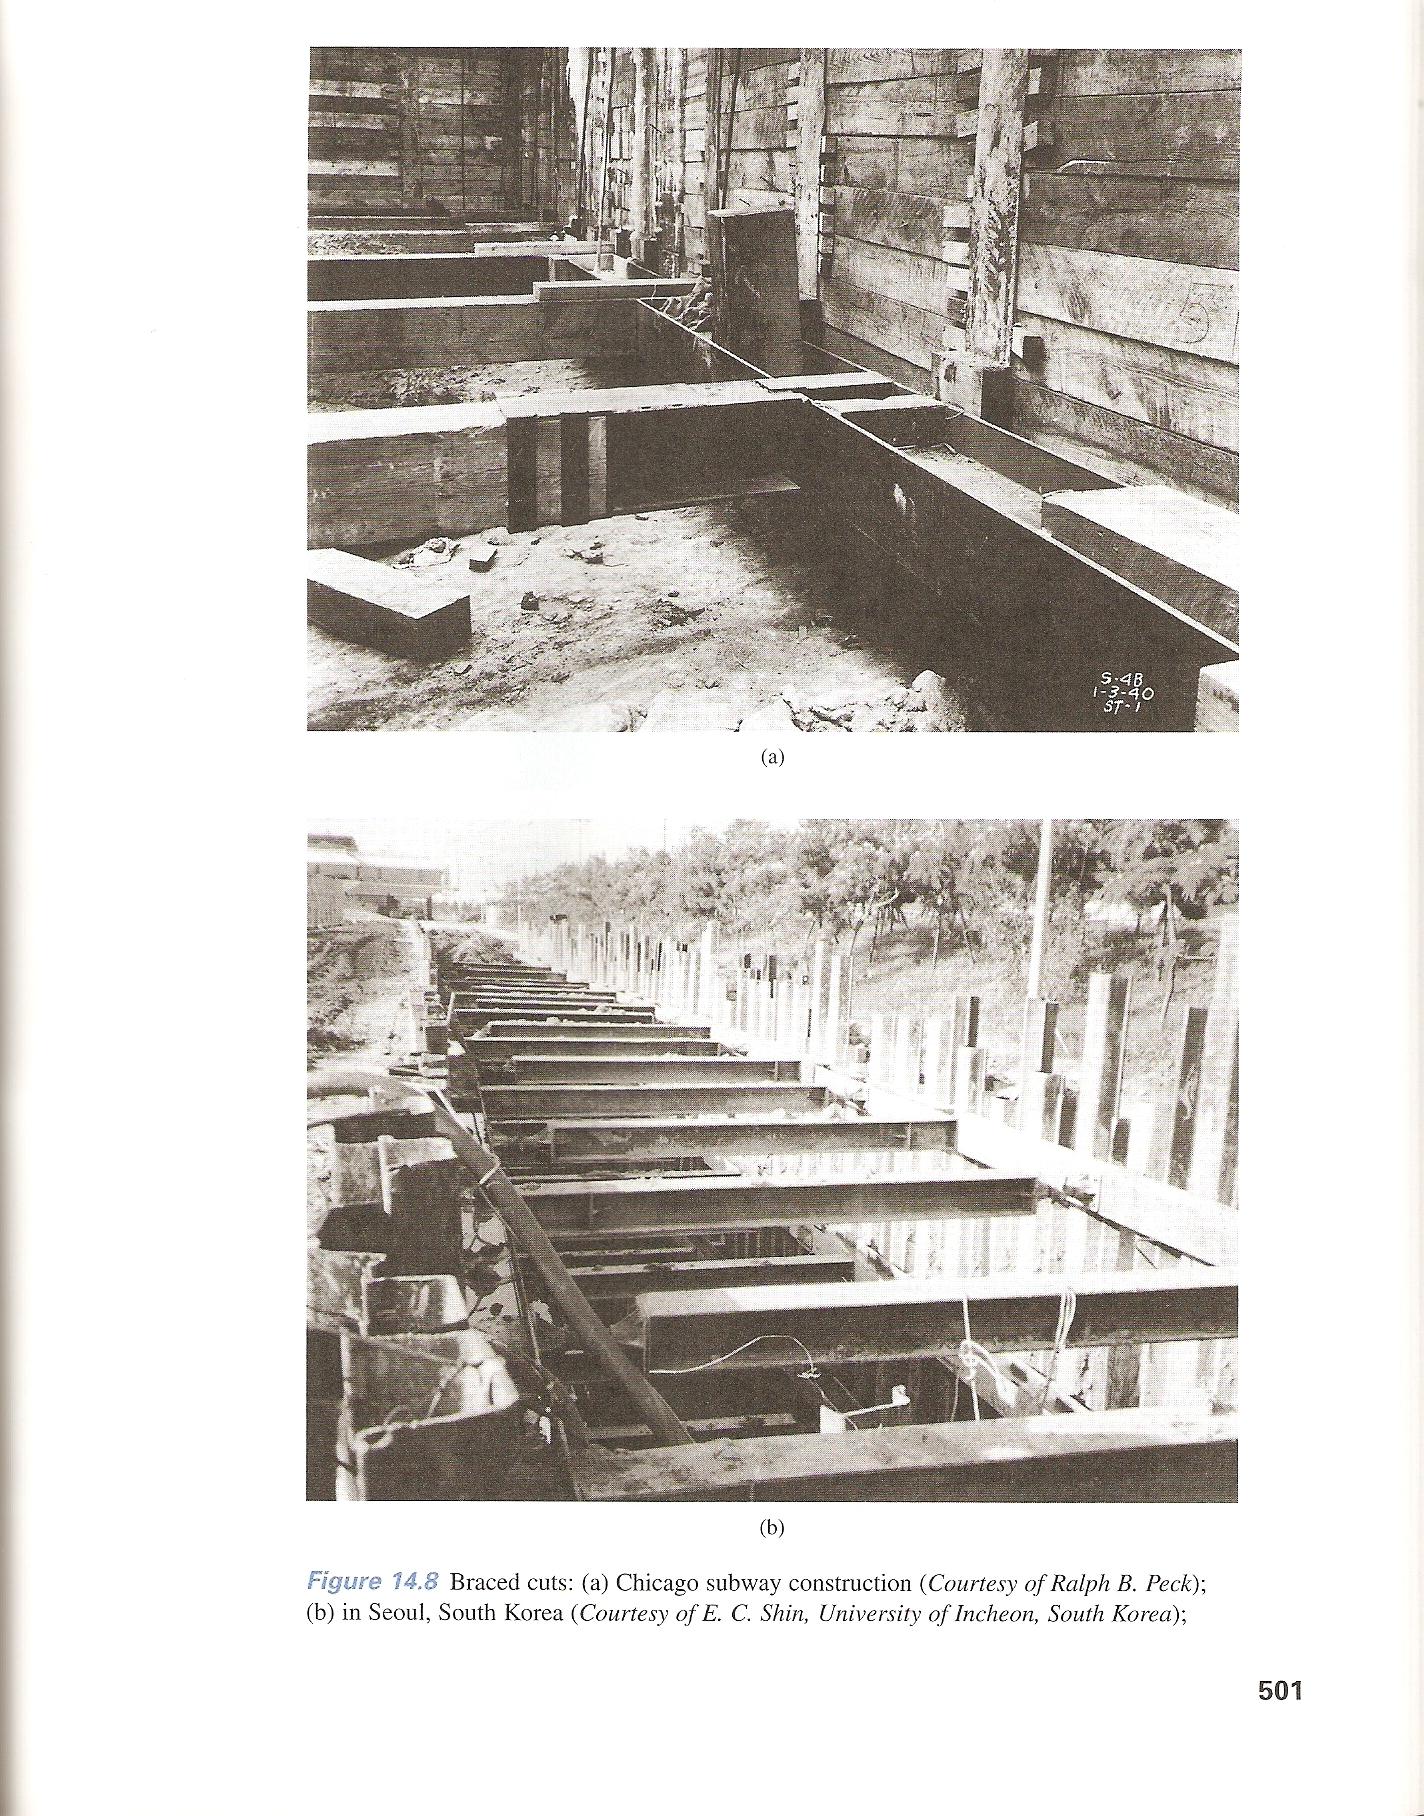 5
S-4B
1-3-40
ST-1
(a)
(b)
Figure 14.8 Braced cuts: (a) Chicago subway construction (Courtesy of Ralph B. Peck);
(b) in Seoul, South Korea (Courtesy of E. C. Shin, University of Incheon, South Korea);
501